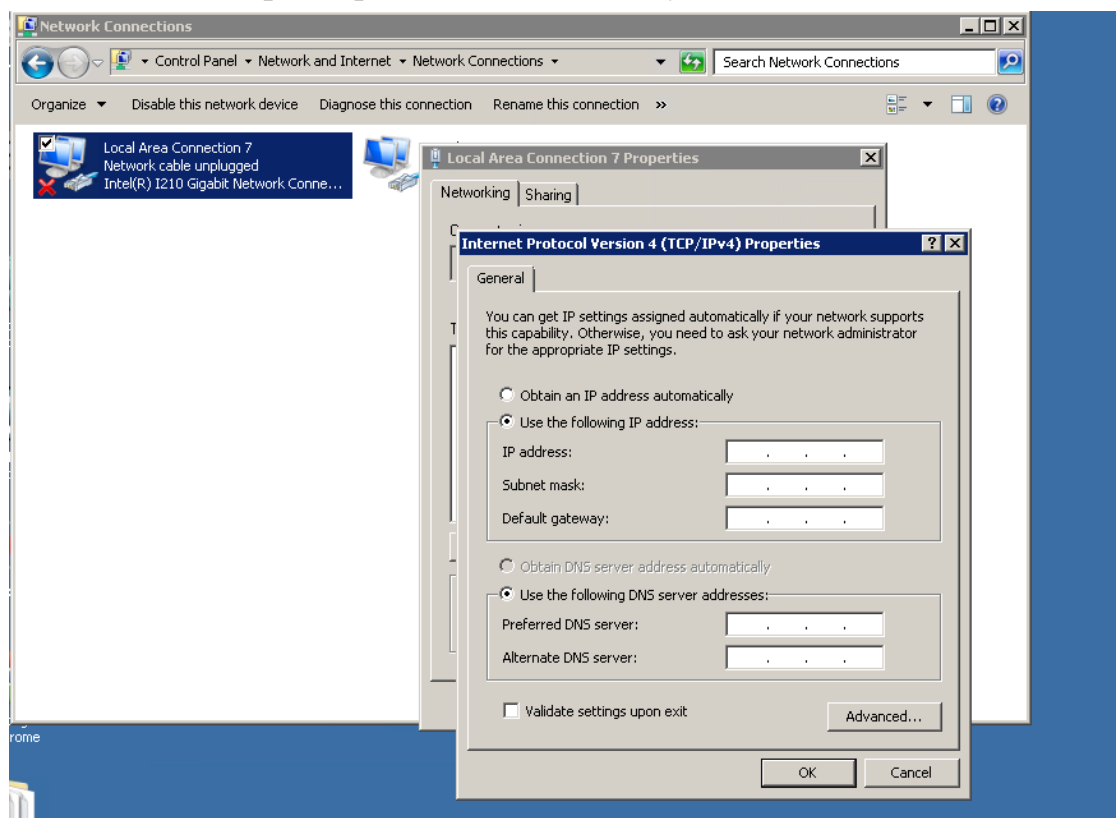 Network Connections
Control Panel Network and Internet Network Connections
Search Network Connections
Organize Disable this network device Diagnose this connection Rename this connection »
Local Area Connection 7
Network cable unplugged
Intel(R) I210 Gigabit Network Conne...
Local Area Connection 7 Properties
Networking Sharing
Internet Protocol Version 4 (TCP/IPv4) Properties
General
You can get IP settings assigned automatically if your network supports
this capability. Otherwise, you need to ask your network administrator
for the appropriate IP settings.
Obtain an IP address automatically
Use the following IP address:
IP address:
Subnet mask:
Default gateway:
Obtain DNS server address automatically
Use the following DNS server addresses:
Preferred DNS server:
Alternate DNS server:
Validate settings upon exit
Advanced...
OK Cancel
rome